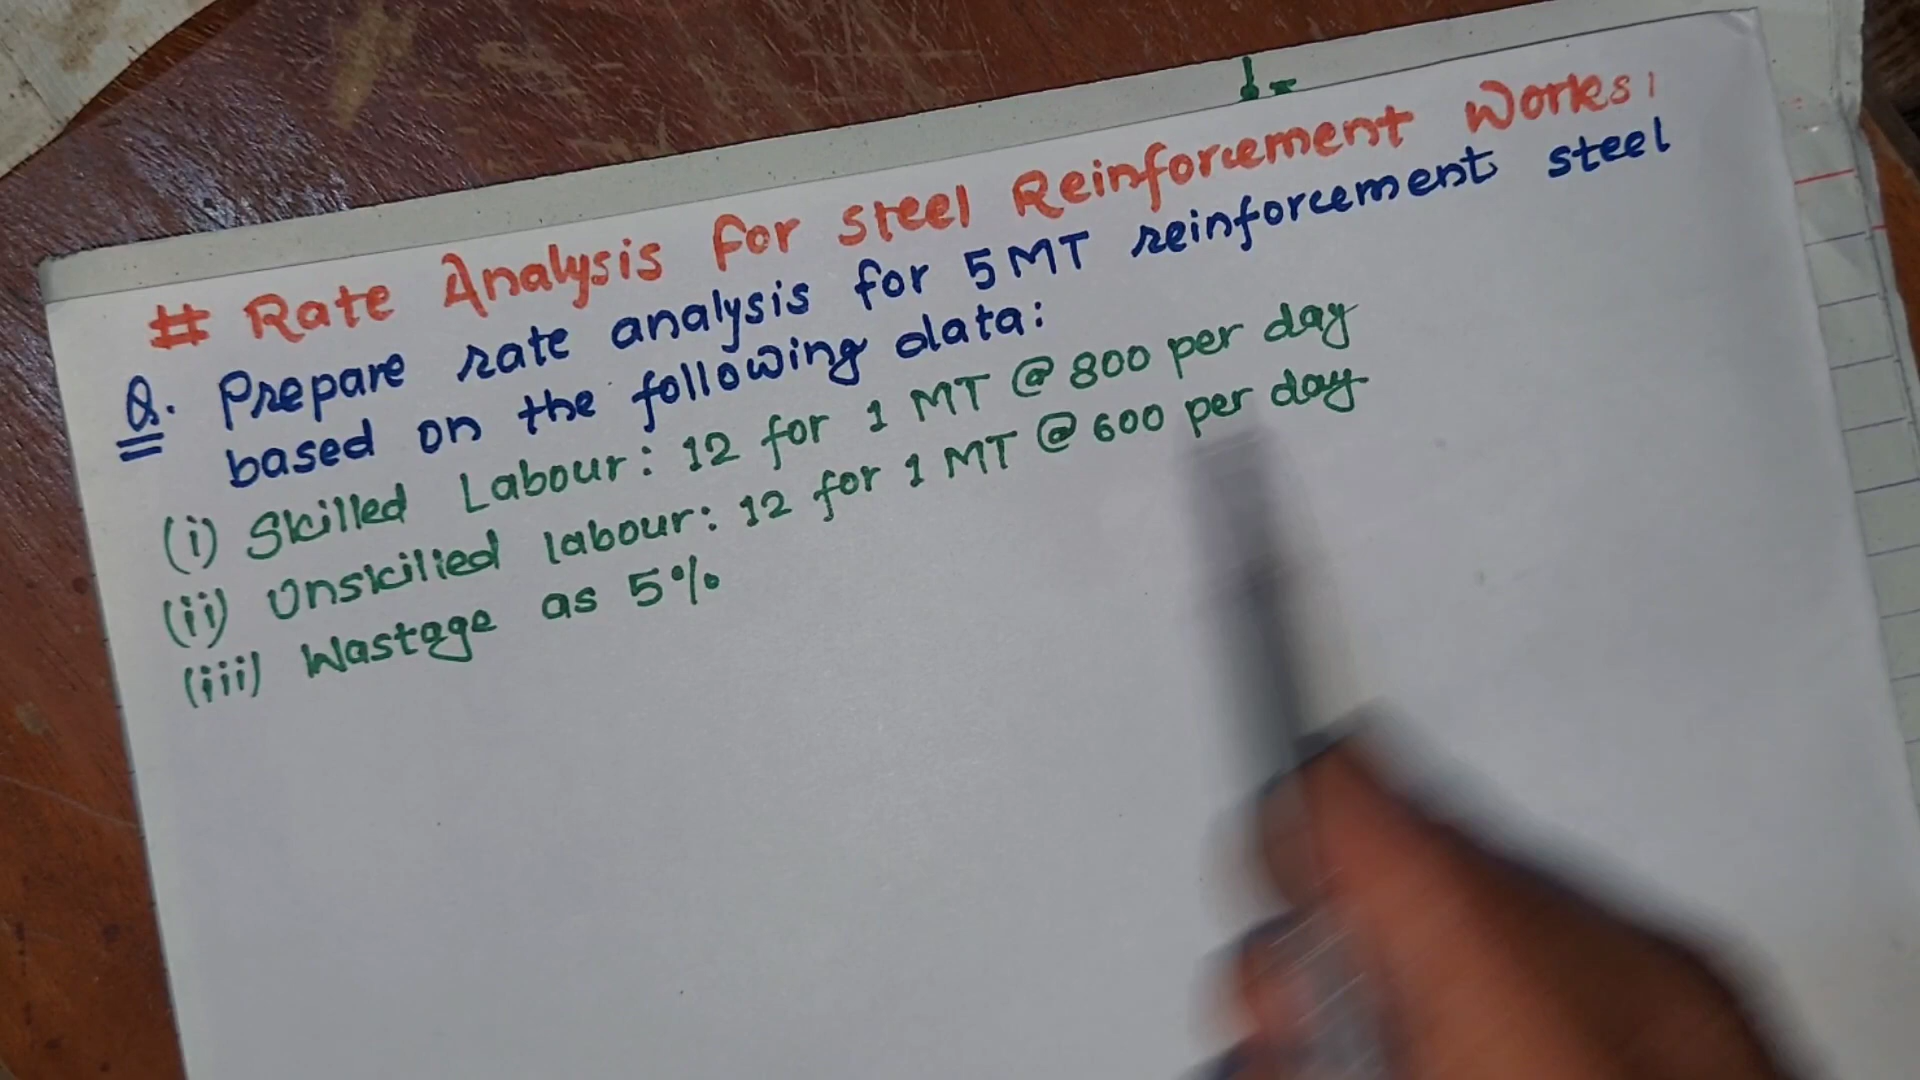 # Rate Analysis for Steel Reinforcement Works:
Q. Prepare rate analysis for 5 MT reinforcement steel
based on the following data:
(i) Skilled Labour: 12 for 1 MT @ 800 per day
(ii) Unskilled labour: 12 for 1 MT @ 600 per day
(iii) Wastage as 5%